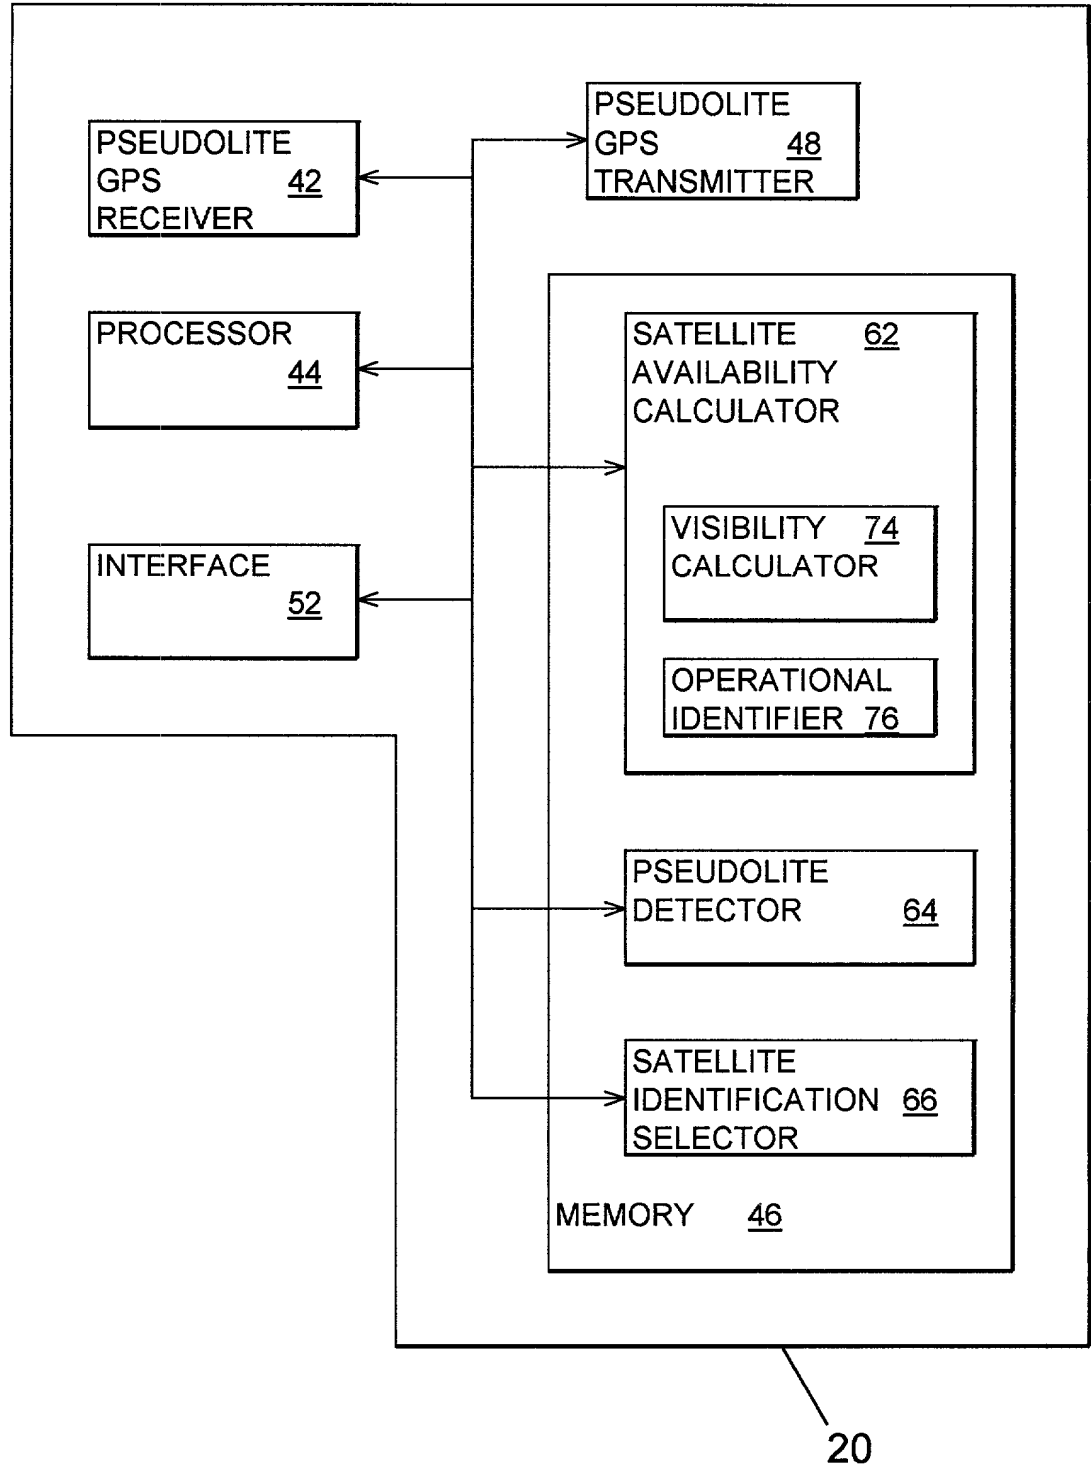 PSEUDOLITE
GPS 42
RECEIVER
PSEUDOLITE
GPS 48
TRANSMITTER
PROCESSOR
44
INTERFACE
52
SATELLITE 62
AVAILABILITY
CALCULATOR
VISIBILITY 74
CALCULATOR
OPERATIONAL
IDENTIFIER 76
PSEUDOLITE
DETECTOR 64
SATELLITE
IDENTIFICATION 66
SELECTOR
MEMORY 46
20